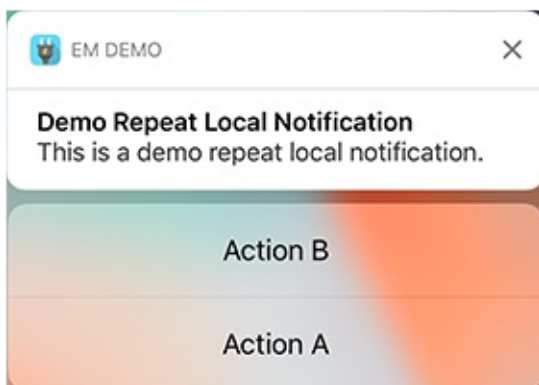 EM DEMO
Demo Repeat Local Notification
This is a demo repeat local notification.
Action B
Action A